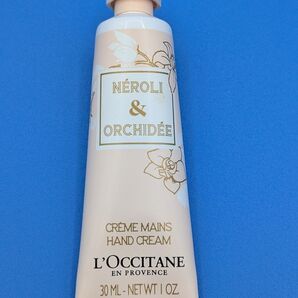 NÉROLI
&
ORCHIDÉE
CRÈME MAINS
HAND CREAM
L'OCCITANE
EN PROVENCE
30 ML - NET WT 1 OZ.